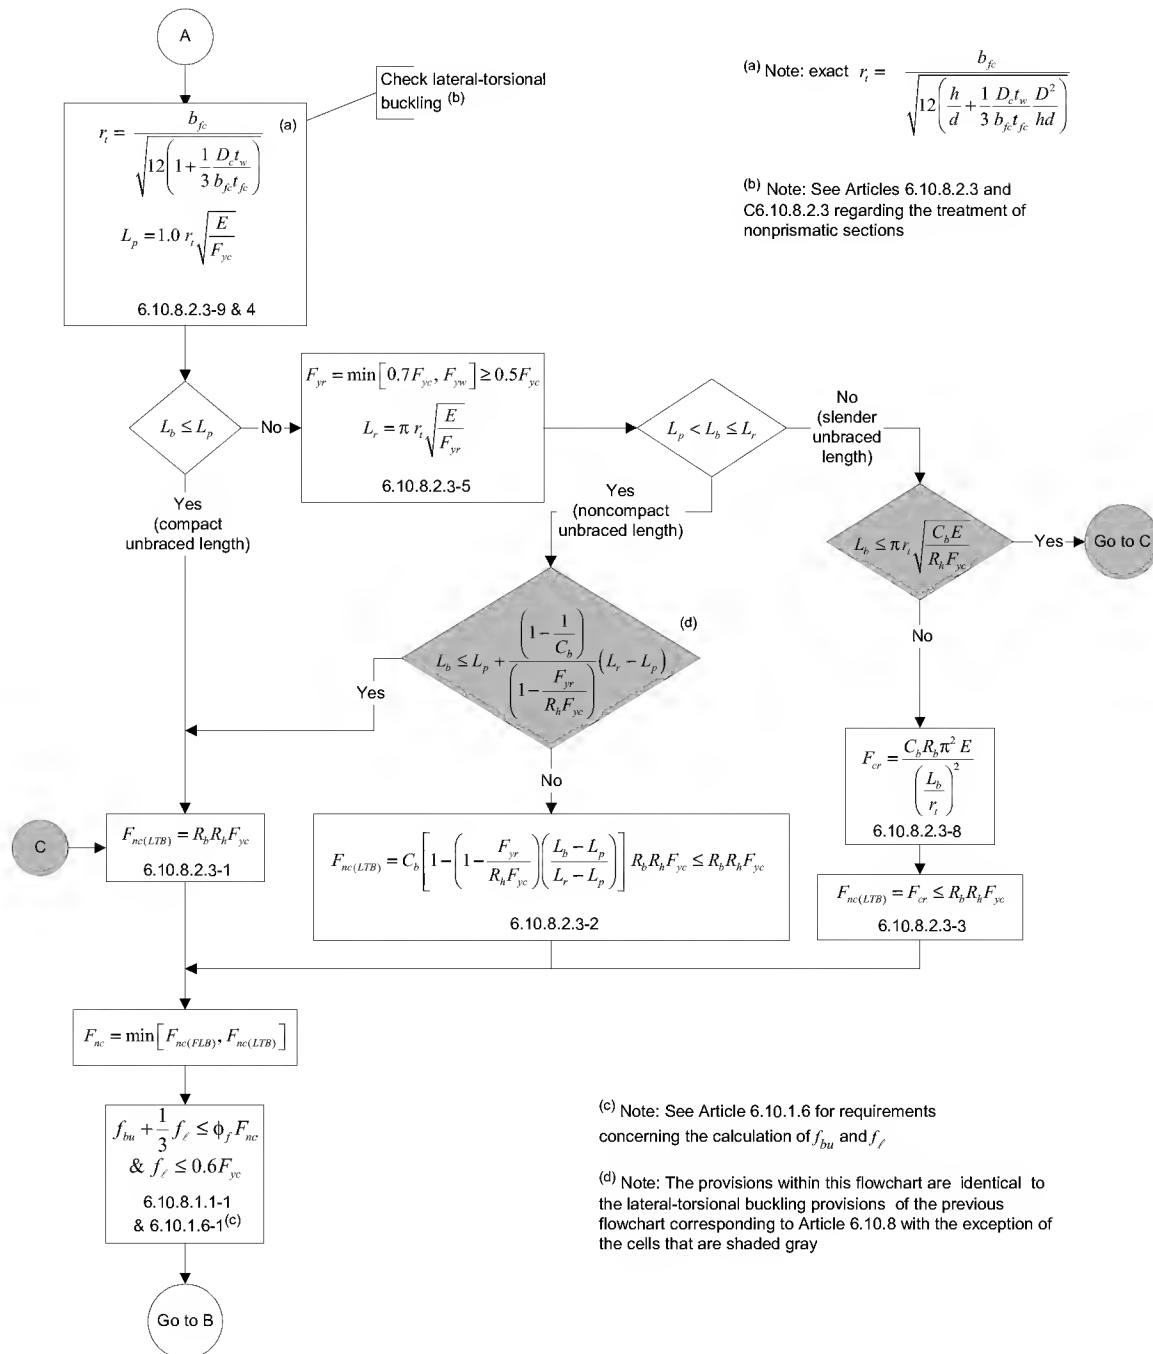 A
Check lateral-torsional
buckling (b)
r_t = b_fc / √(12(1 + (1/3)(D_c t_w / b_fc t_fc))) (a)
L_p = 1.0 r_t √(E / F_yc)
6.10.8.2.3-9 & 4
(a) Note: exact r_t = b_fc / √(12(h/d + (1/3)(D_c t_w / b_fc t_fc)(D² / hd)))
(b) Note: See Articles 6.10.8.2.3 and
C6.10.8.2.3 regarding the treatment of
nonprismatic sections
L_b ≤ L_p
No
F_yr = min[0.7F_yc, F_yw] ≥ 0.5F_yc
L_r = π r_t √(E / F_yr)
6.10.8.2.3-5
L_p < L_b ≤ L_r
No
(slender
unbraced
length)
Yes
(compact
unbraced length)
Yes
(noncompact
unbraced length)
L_b ≤ π r_t √(C_b E / R_h F_yc)
Yes
Go to C
L_b ≤ L_p + ((1 − 1/C_b) / (1 − F_yr / R_h F_yc)) (L_r − L_p)
(d)
Yes
No
No
F_cr = C_b R_b π² E / (L_b / r_t)²
6.10.8.2.3-8
C
F_nc(LTB) = R_b R_h F_yc
6.10.8.2.3-1
F_nc(LTB) = C_b [1 − (1 − F_yr / R_h F_yc)((L_b − L_p) / (L_r − L_p))] R_b R_h F_yc ≤ R_b R_h F_yc
6.10.8.2.3-2
F_nc(LTB) = F_cr ≤ R_b R_h F_yc
6.10.8.2.3-3
F_nc = min[F_nc(FLB), F_nc(LTB)]
f_bu + (1/3) f_ℓ ≤ ϕ_f F_nc
& f_ℓ ≤ 0.6F_yc
6.10.8.1.1-1
& 6.10.1.6-1(c)
Go to B
(c) Note: See Article 6.10.1.6 for requirements
concerning the calculation of f_bu and f_ℓ
(d) Note: The provisions within this flowchart are identical to
the lateral-torsional buckling provisions of the previous
flowchart corresponding to Article 6.10.8 with the exception of
the cells that are shaded gray